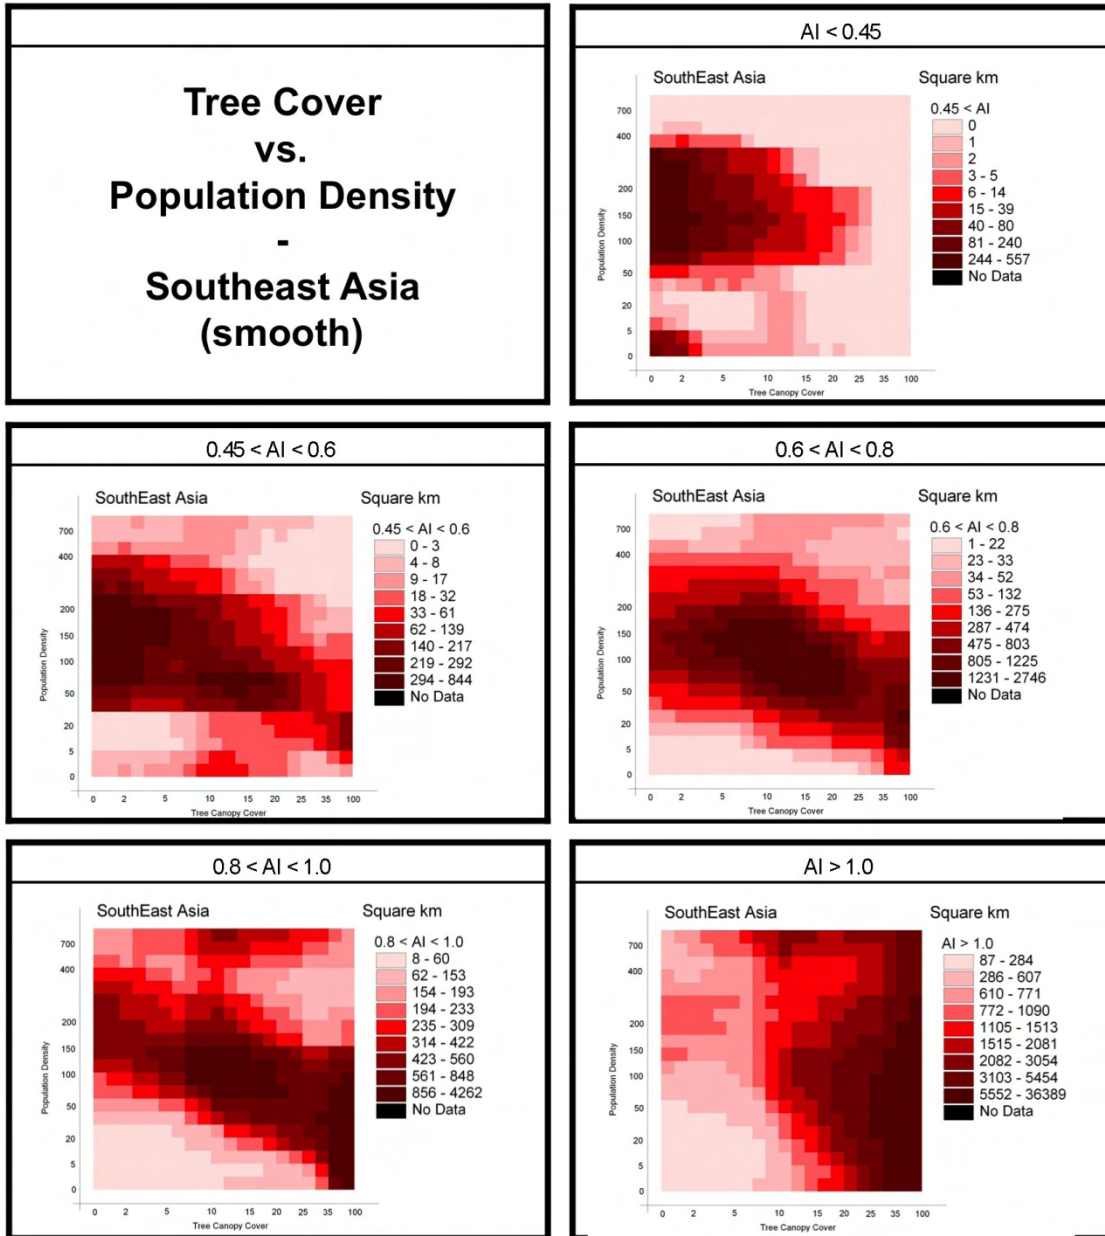 Tree Cover
vs.
Population Density
-
Southeast Asia
(smooth)
AI < 0.45
SouthEast Asia
Square km
0.45 < AI
0
1
2
3 - 5
6 - 14
15 - 39
40 - 80
81 - 240
244 - 557
No Data
Population Density
700
400
200
150
100
50
20
5
0
0 2 5 10 15 20 25 35 100
Tree Canopy Cover
0.45 < AI < 0.6
SouthEast Asia
Square km
0.45 < AI < 0.6
0 - 3
4 - 8
9 - 17
18 - 32
33 - 61
62 - 139
140 - 217
219 - 292
294 - 844
No Data
Population Density
700
400
200
150
100
50
20
5
0
0 2 5 10 15 20 25 35 100
Tree Canopy Cover
0.6 < AI < 0.8
SouthEast Asia
Square km
0.6 < AI < 0.8
1 - 22
23 - 33
34 - 52
53 - 132
136 - 275
287 - 474
475 - 803
805 - 1225
1231 - 2746
No Data
Population Density
700
400
200
150
100
50
20
5
0
0 2 5 10 15 20 25 35 100
Tree Canopy Cover
0.8 < AI < 1.0
SouthEast Asia
Square km
0.8 < AI < 1.0
8 - 60
62 - 153
154 - 193
194 - 233
235 - 309
314 - 422
423 - 560
561 - 848
856 - 4262
No Data
Population Density
700
400
200
150
100
50
20
5
0
0 2 5 10 15 20 25 35 100
Tree Canopy Cover
AI > 1.0
SouthEast Asia
Square km
AI > 1.0
87 - 284
286 - 607
610 - 771
772 - 1090
1105 - 1513
1515 - 2081
2082 - 3054
3103 - 5454
5552 - 36389
No Data
Population Density
700
400
200
150
100
50
20
5
0
0 2 5 10 15 20 25 35 100
Tree Canopy Cover